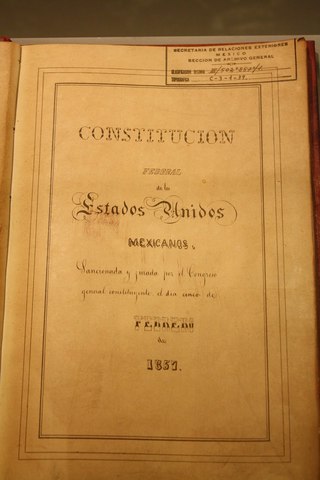 SECRETARIA DE RELACIONES EXTERIORES
MEXICO
SECCION DE ARCHIVO GENERAL
CONSTITUCION
FEDERAL
de los
Estados Unidos
MEXICANOS,
Sancionada y jurada por el Congreso
general constituyente el dia cinco de
FEBRERO
de
1857.